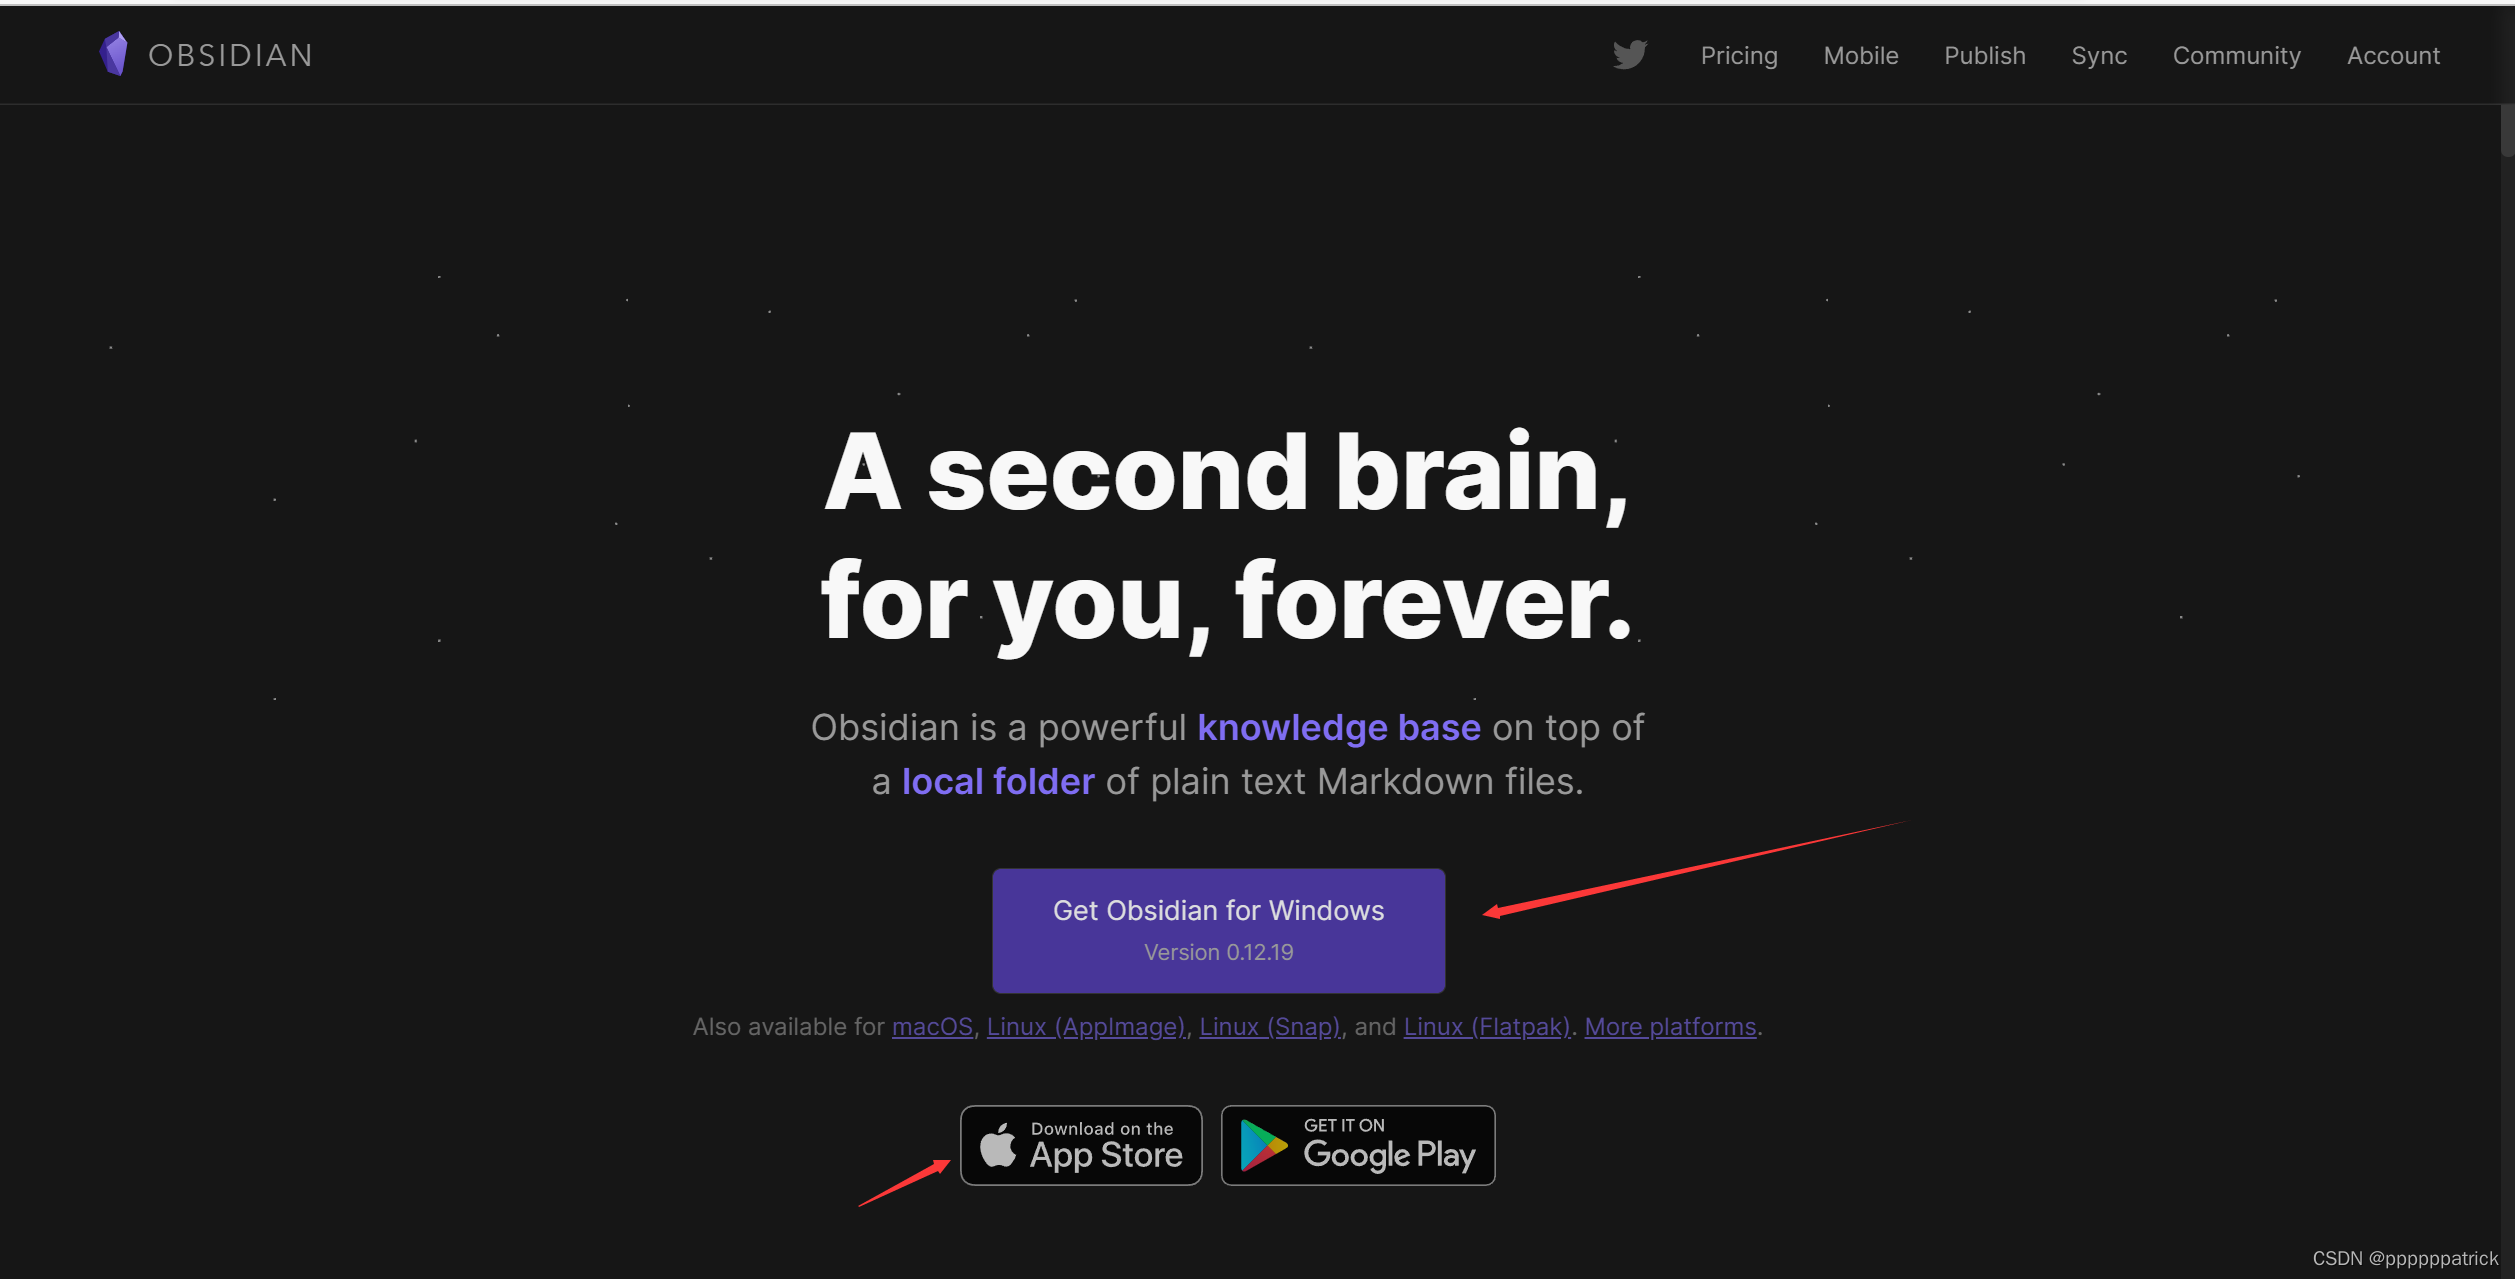 OBSIDIAN
Pricing Mobile Publish Sync Community Account
A second brain,
for you, forever.
Obsidian is a powerful knowledge base on top of
a local folder of plain text Markdown files.
Get Obsidian for Windows
Version 0.12.19
Also available for macOS, Linux (AppImage), Linux (Snap), and Linux (Flatpak). More platforms.
Download on the
App Store
GET IT ON
Google Play
CSDN @ppppppatrick